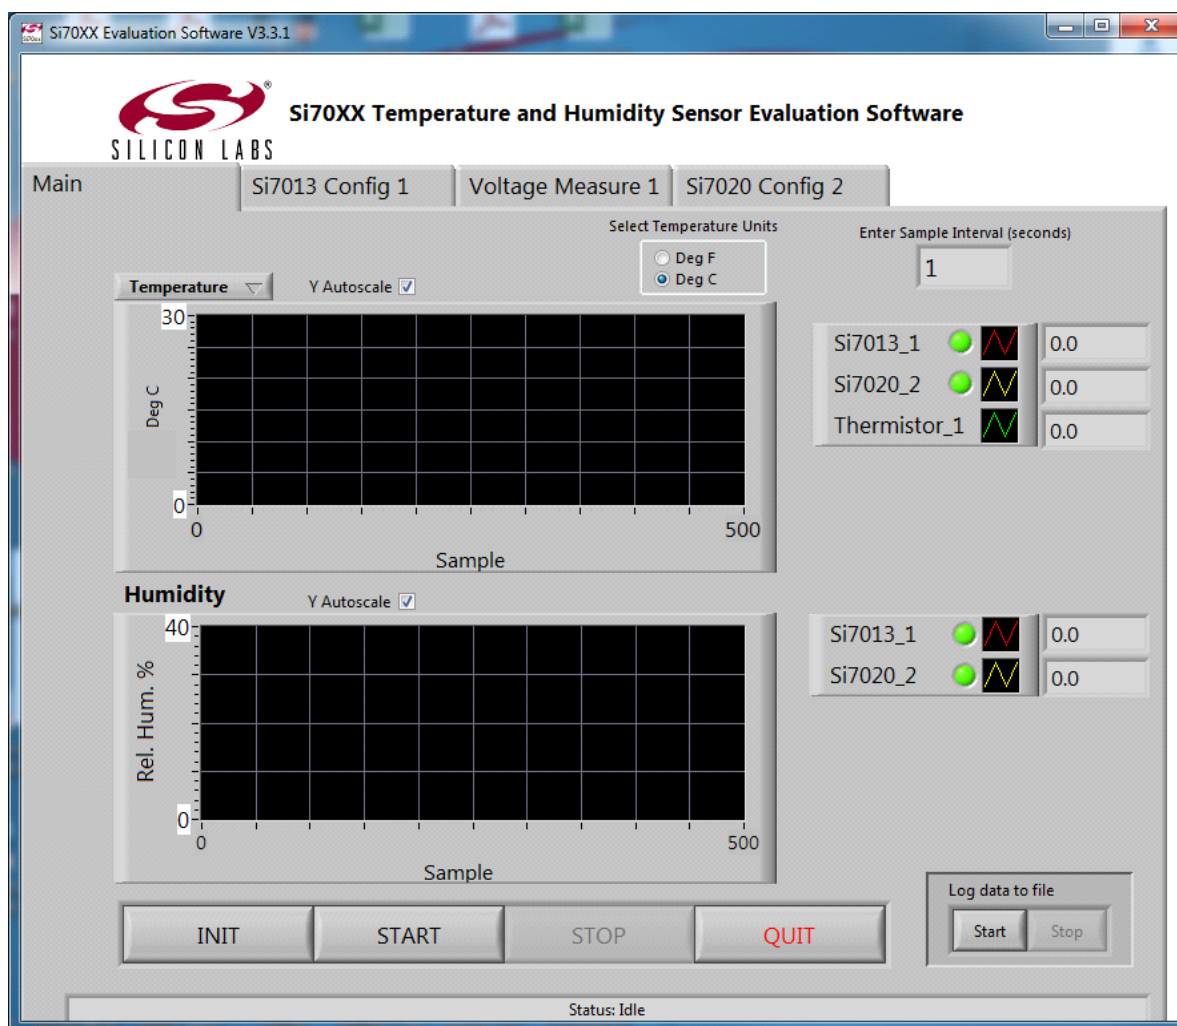 Si70XX Evaluation Software V3.3.1
Si70XX Temperature and Humidity Sensor Evaluation Software
SILICON LABS
Main
Si7013 Config 1
Voltage Measure 1
Si7020 Config 2
Select Temperature Units
Deg F
Deg C
Enter Sample Interval (seconds)
1
Temperature
Y Autoscale
30
Deg C
0
0
500
Sample
Si7013_1
0.0
Si7020_2
0.0
Thermistor_1
0.0
Humidity
Y Autoscale
40
Rel. Hum. %
0
0
500
Sample
Si7013_1
0.0
Si7020_2
0.0
INIT
START
STOP
QUIT
Log data to file
Start
Stop
Status: Idle